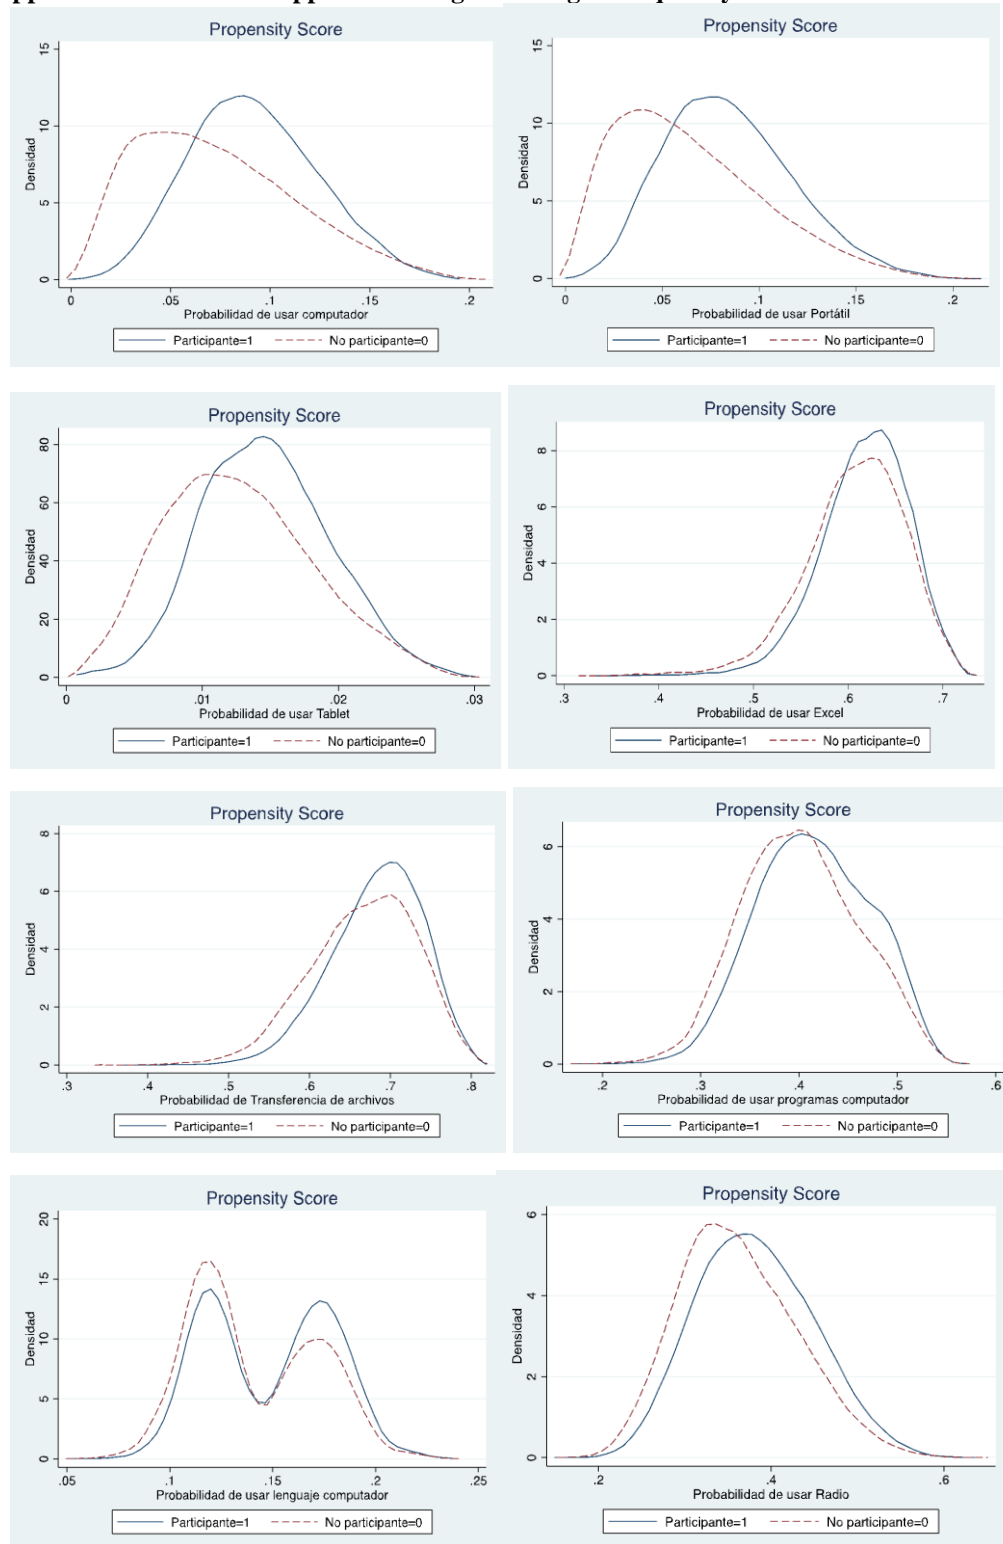 Propensity Score
Densidad
15
10
5
0
0 .05 .1 .15 .2
Probabilidad de usar computador
Participante=1 No participante=0
Propensity Score
Densidad
15
10
5
0
0 .05 .1 .15 .2
Probabilidad de usar Portátil
Participante=1 No participante=0
Propensity Score
Densidad
80
60
40
20
0
0 .01 .02 .03
Probabilidad de usar Tablet
Participante=1 No participante=0
Propensity Score
Densidad
8
6
4
2
0
.3 .4 .5 .6 .7
Probabilidad de usar Excel
Participante=1 No participante=0
Propensity Score
Densidad
8
6
4
2
0
.3 .4 .5 .6 .7 .8
Probabilidad de Transferencia de archivos
Participante=1 No participante=0
Propensity Score
Densidad
6
4
2
0
.2 .3 .4 .5 .6
Probabilidad de usar programas computador
Participante=1 No participante=0
Propensity Score
Densidad
20
15
10
5
0
.05 .1 .15 .2 .25
Probabilidad de usar lenguaje computador
Participante=1 No participante=0
Propensity Score
Densidad
6
4
2
0
.2 .4 .6
Probabilidad de usar Radio
Participante=1 No participante=0